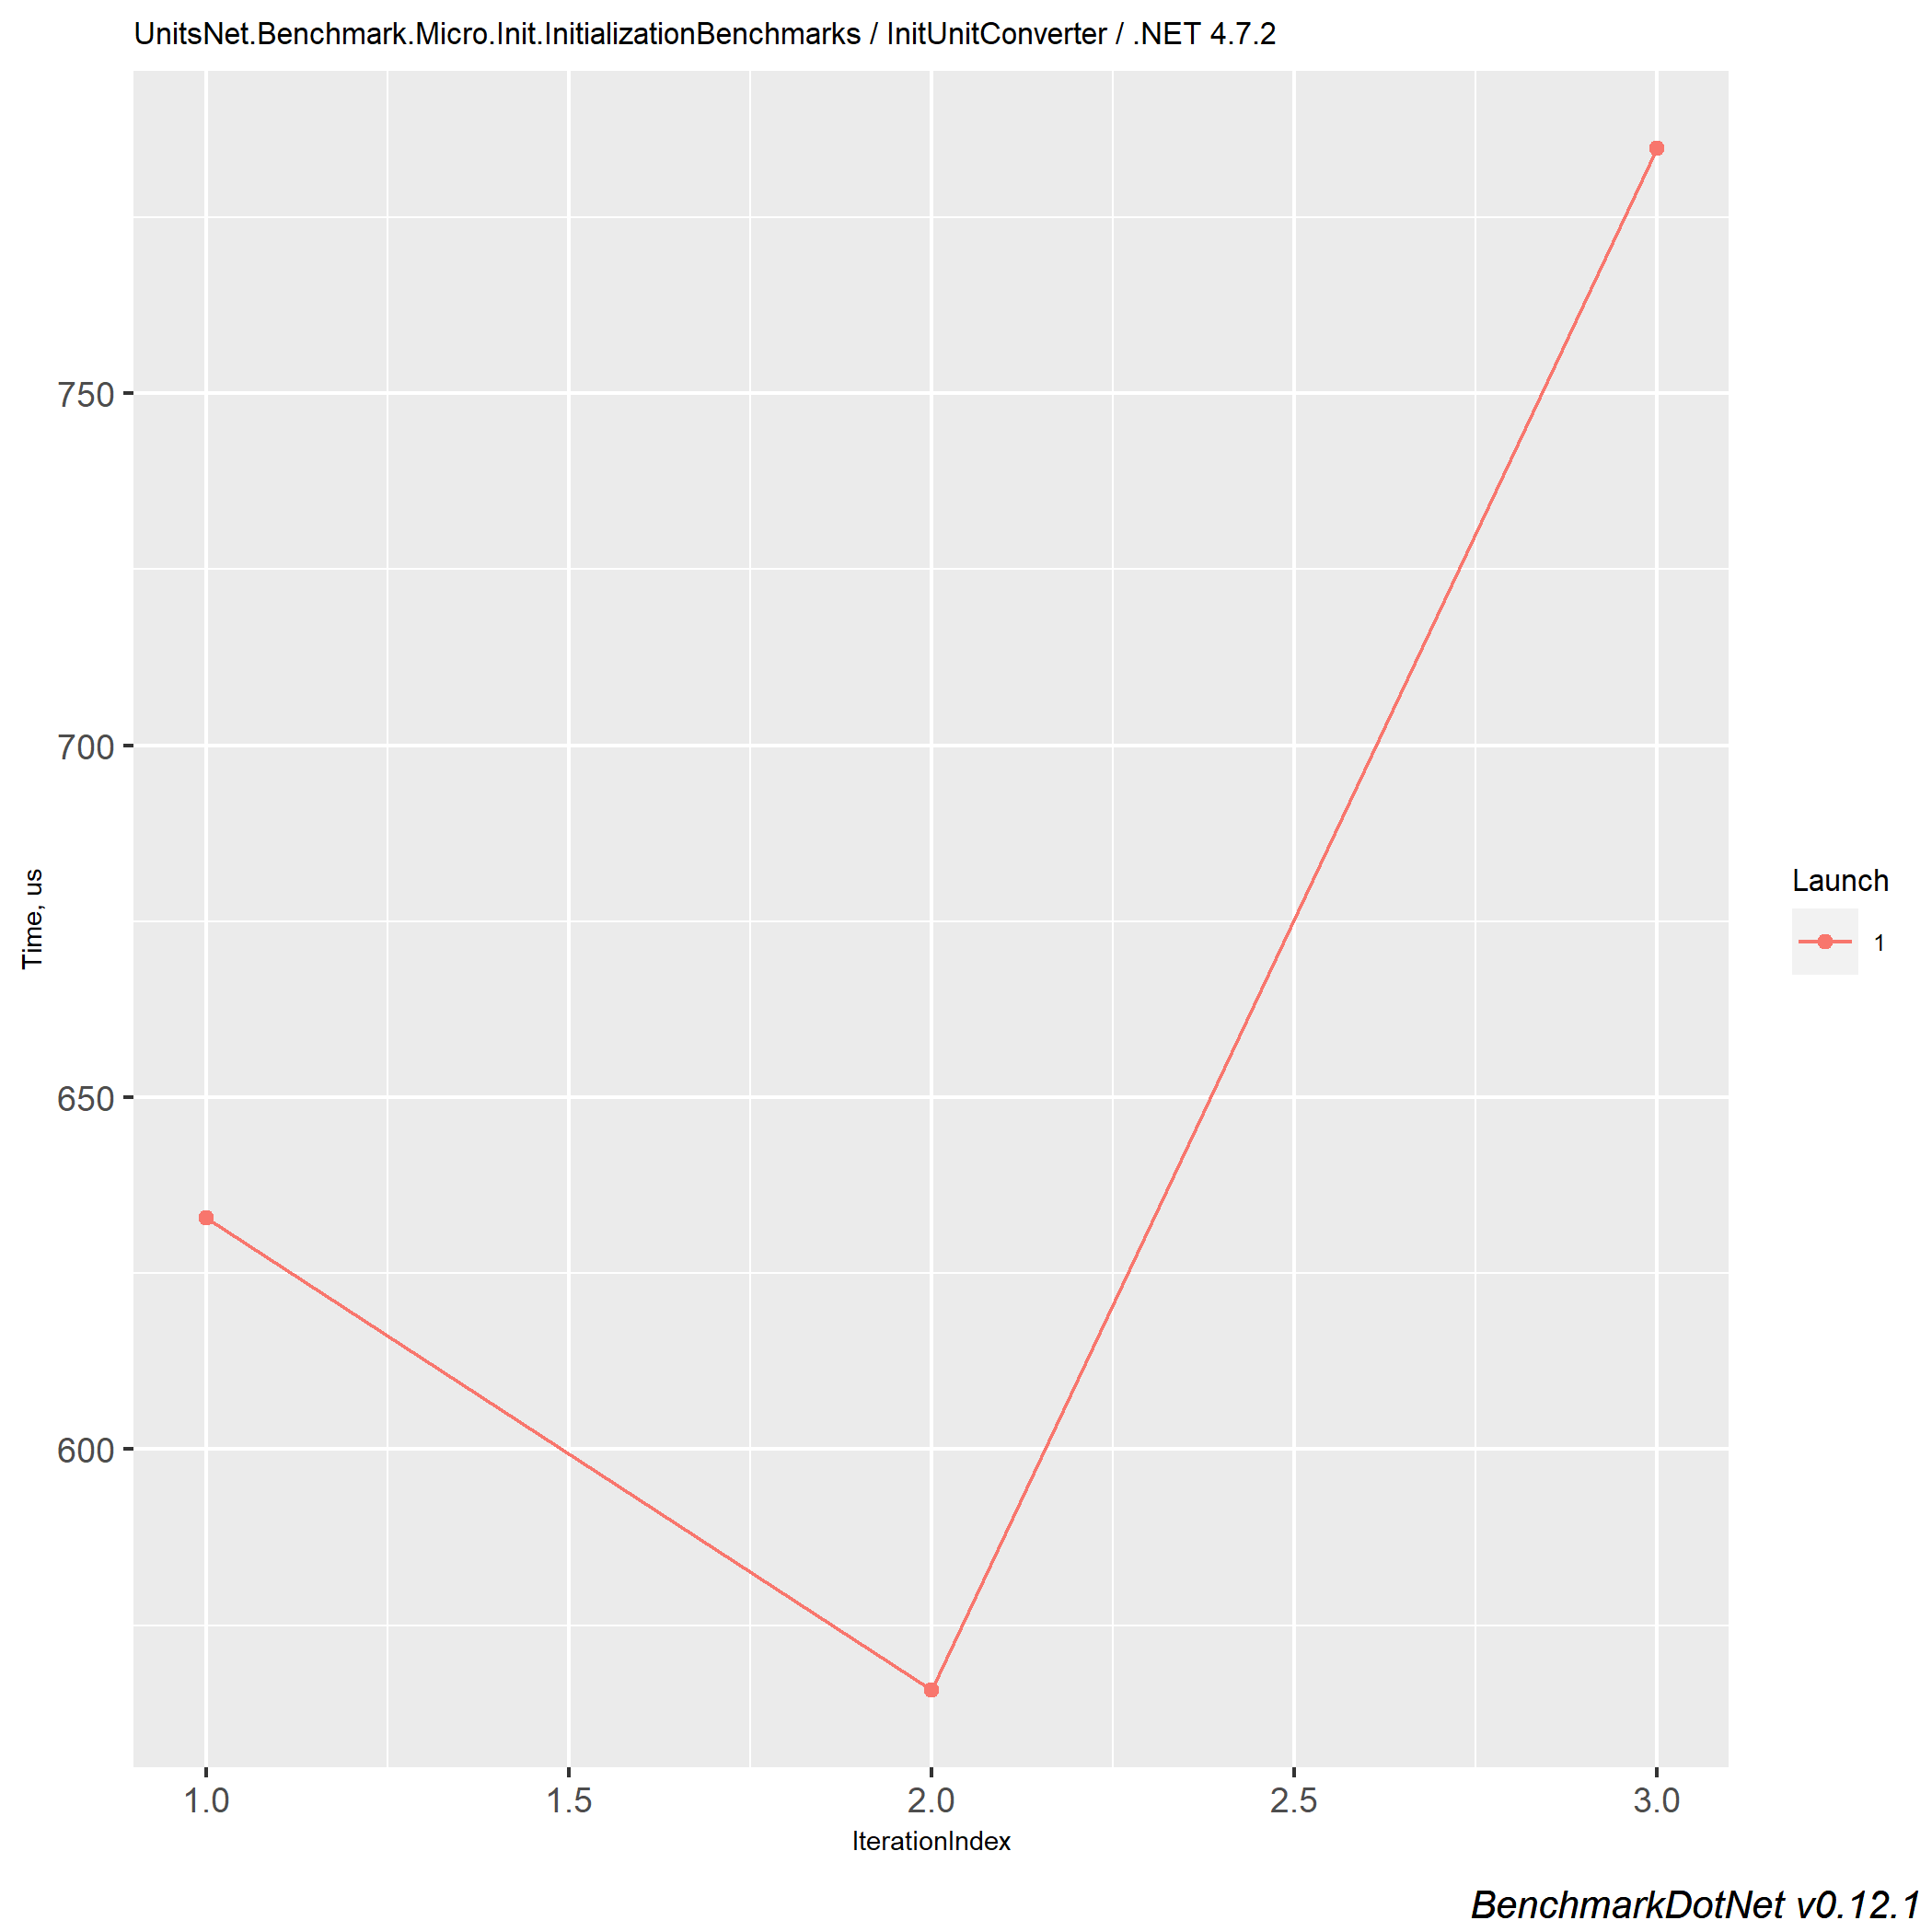 UnitsNet.Benchmark.Micro.Init.InitializationBenchmarks / InitUnitConverter / .NET 4.7.2
750
700
650
600
Time, us
Launch
1
1.0 1.5 2.0 2.5 3.0
IterationIndex
BenchmarkDotNet v0.12.1